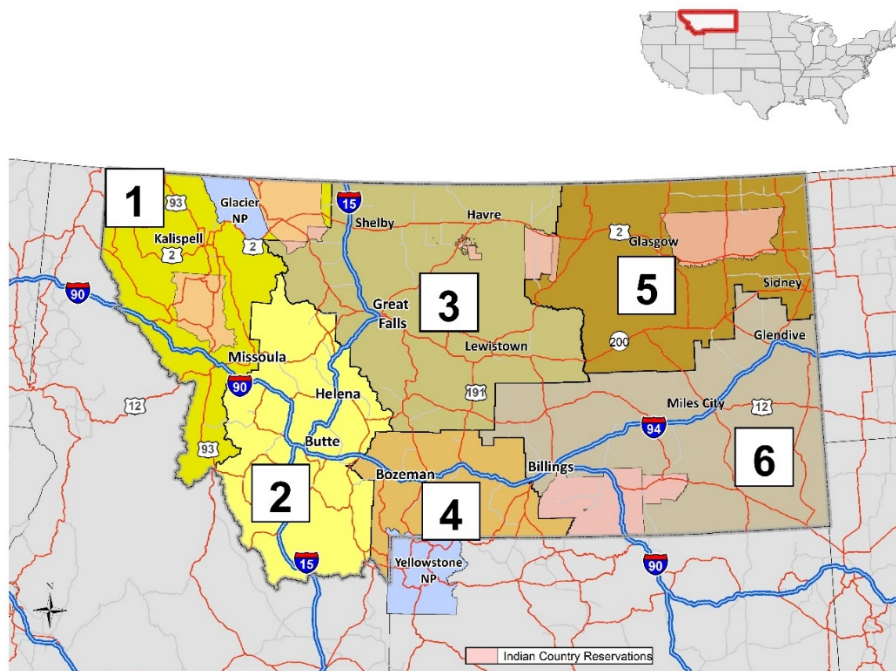 1
93
Glacier
NP
15
Shelby
Havre
Kalispell
2
2
2
Glasgow
90
3
5
Sidney
Great
Falls
Glendive
Lewistown
200
Missoula
90
Helena
191
Miles City
12
12
94
93
Butte
6
Bozeman
Billings
2
4
15
Yellowstone
NP
90
N
Indian Country Reservations